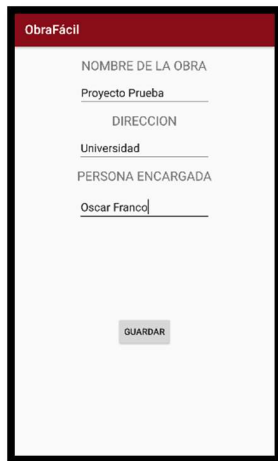 ObraFácil
NOMBRE DE LA OBRA
Proyecto Prueba
DIRECCION
Universidad
PERSONA ENCARGADA
Oscar Franco
GUARDAR